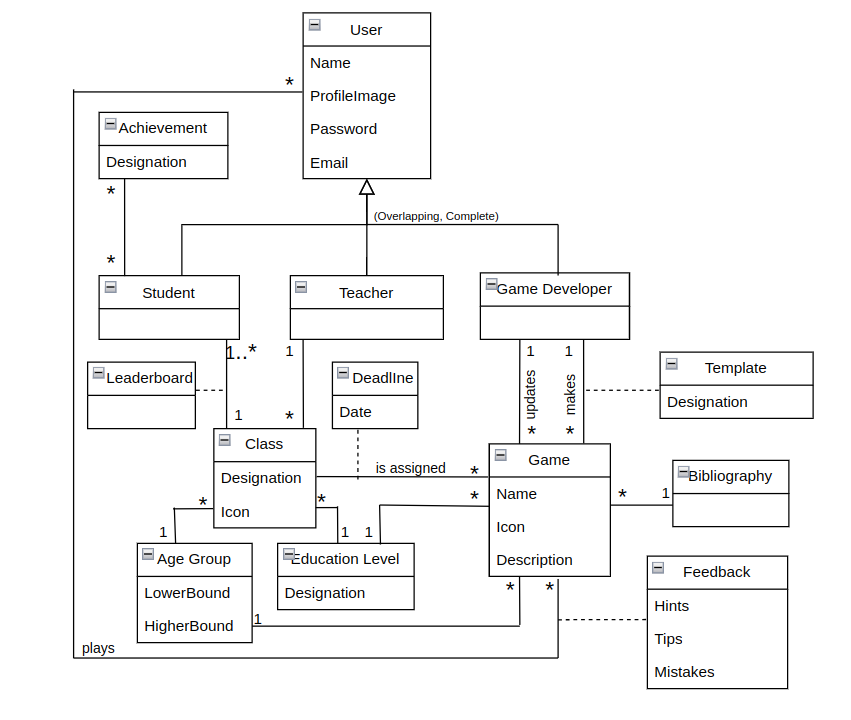 User
Name
ProfileImage
Password
Email
*
Achievement
Designation
*
*
(Overlapping, Complete)
Student
Teacher
Game Developer
1..*
1
1
1
updates
makes
Template
Designation
Leaderboard
DeadlIne
Date
1
*
*
*
Class
Designation
Icon
is assigned
*
Game
Name
Icon
Description
*
1
Bibliography
*
*
*
1
1
1
Age Group
LowerBound
HigherBound
Education Level
Designation
1
*
*
Feedback
Hints
Tips
Mistakes
plays